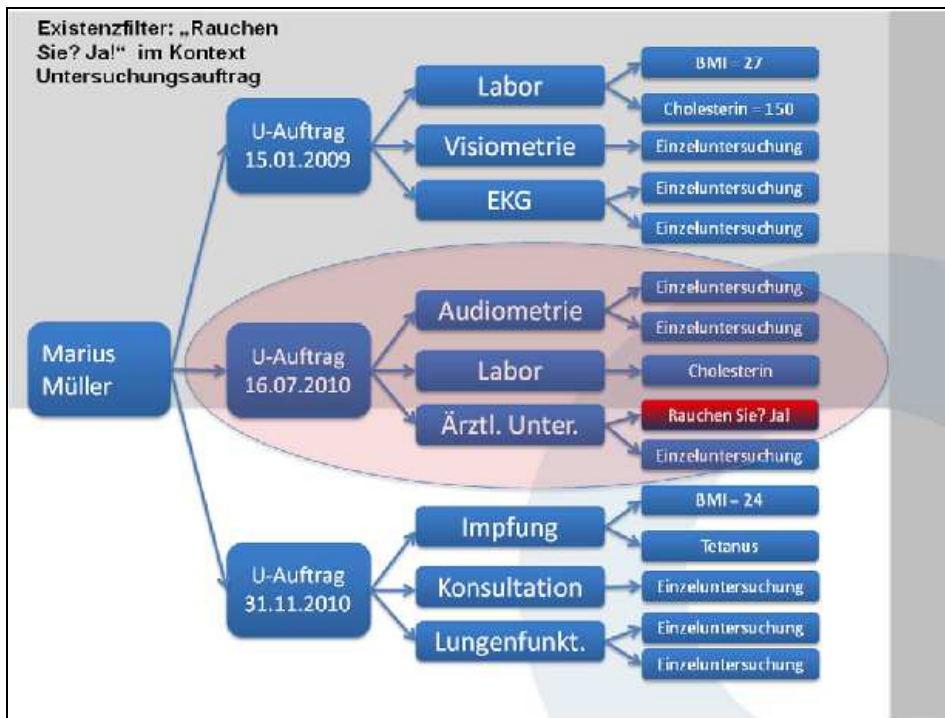 Existenzfilter: „Rauchen
Sie? Ja!“ im Kontext
Untersuchungsauftrag
Marius
Müller
U-Auftrag
15.01.2009
Labor
BMI = 27
Cholesterin = 150
Visiometrie
Einzeluntersuchung
EKG
Einzeluntersuchung
Einzeluntersuchung
U-Auftrag
16.07.2010
Audiometrie
Einzeluntersuchung
Einzeluntersuchung
Labor
Cholesterin
Ärztl. Unter.
Rauchen Sie? Ja!
Einzeluntersuchung
U-Auftrag
31.11.2010
Impfung
BMI – 24
Tetanus
Konsultation
Einzeluntersuchung
Lungenfunkt.
Einzeluntersuchung
Einzeluntersuchung